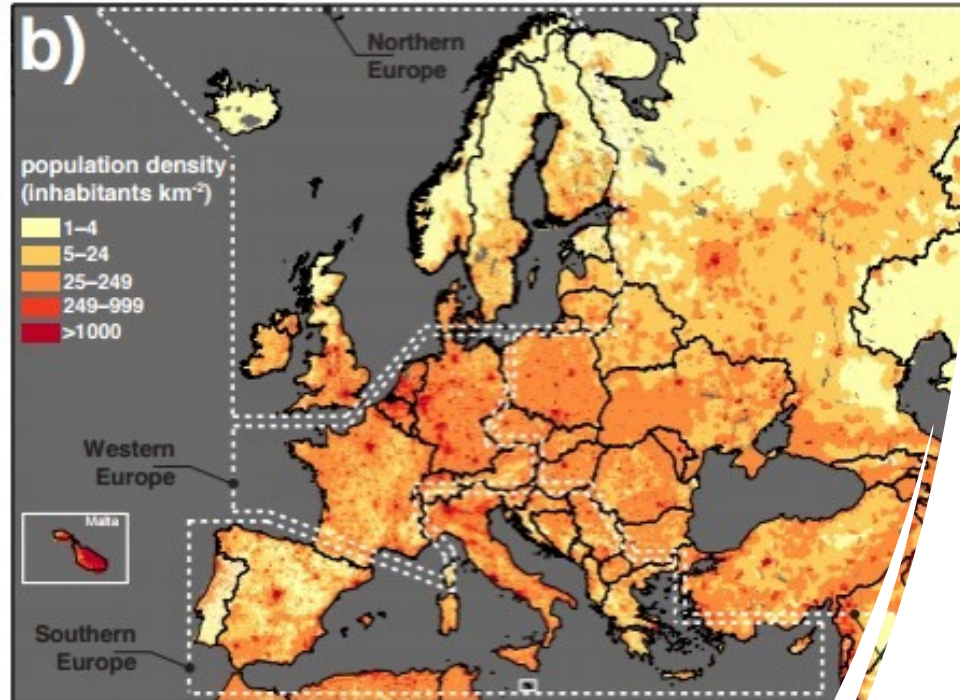 b)
Northern
Europe
population density
(inhabitants km⁻²)
1–4
5–24
25–249
249–999
>1000
Western
Europe
Malta
Southern
Europe